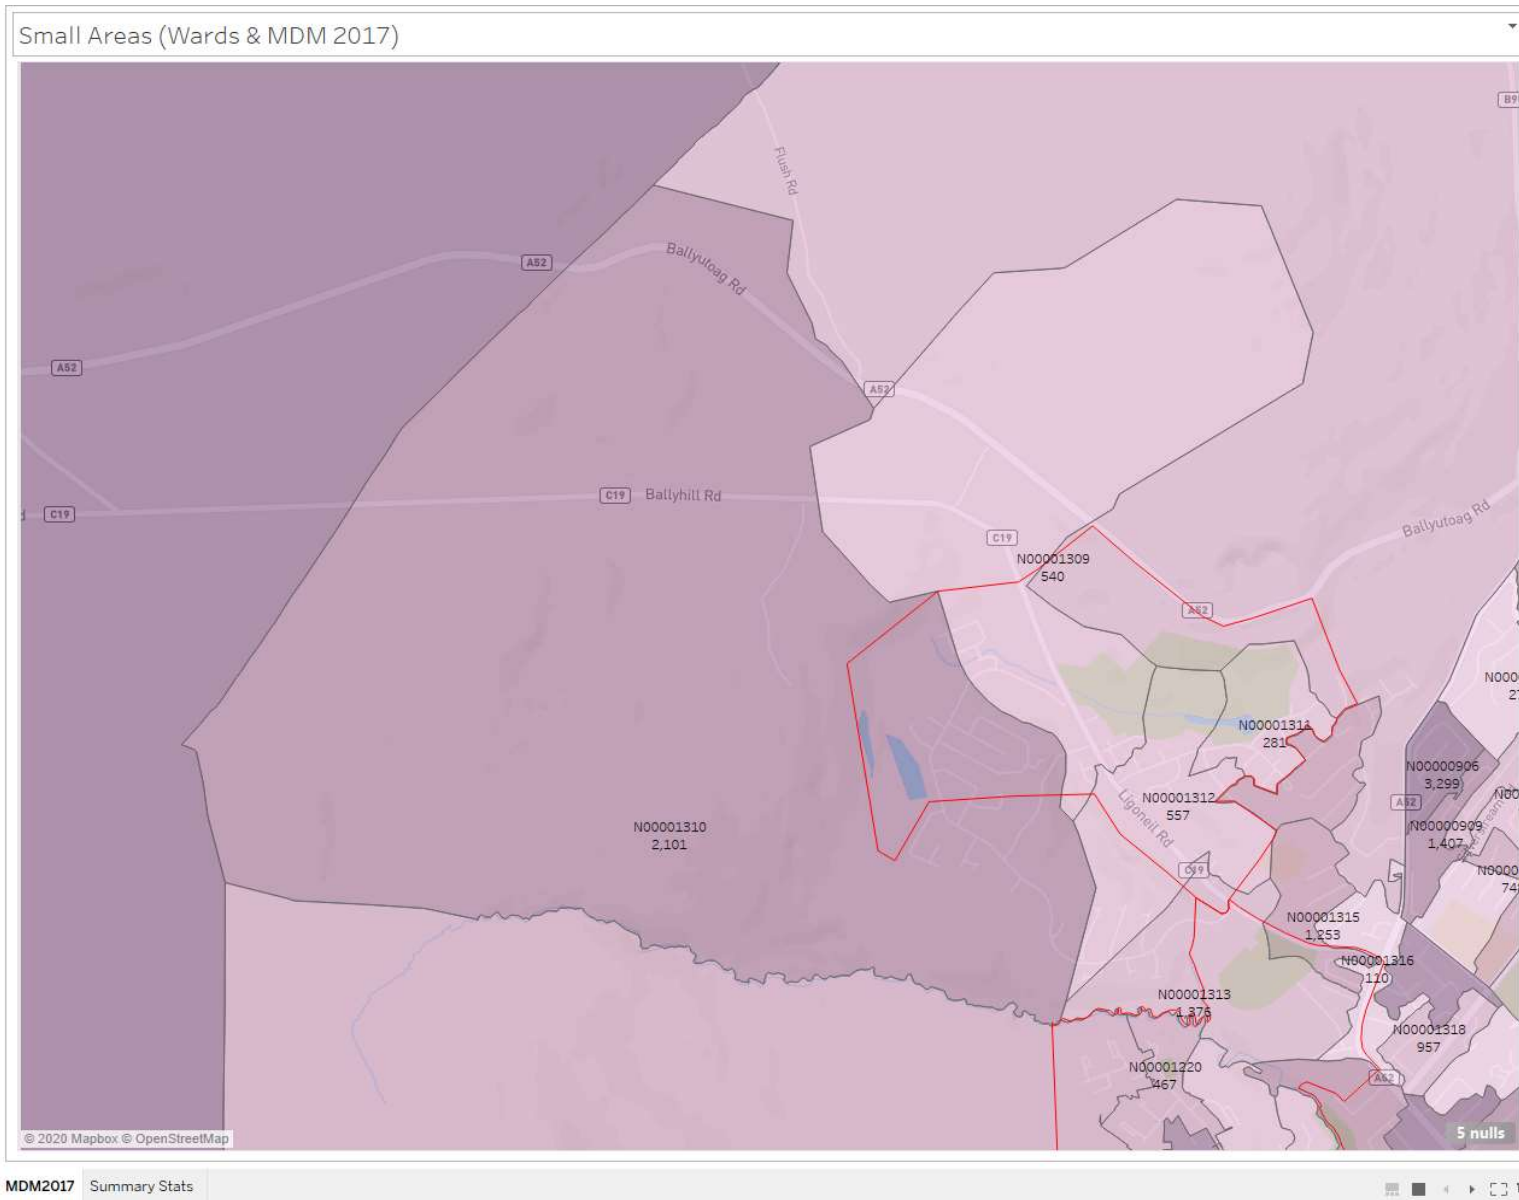 Small Areas (Wards & MDM 2017)
Flush Rd
A52
Ballyutoag Rd
A52
A52
C19
Ballyhill Rd
C19
C19
Ballyutoag Rd
N00001309
540
A52
N00001311
281
N00000906
3,299
N00001312
557
A52
Ligoneil Rd
N00001310
2,101
N00000909
1,407
C19
N00001315
1,253
N00001316
110
N00001313
1,376
N00001318
957
N00001220
467
A52
© 2020 Mapbox © OpenStreetMap
5 nulls
MDM2017
Summary Stats